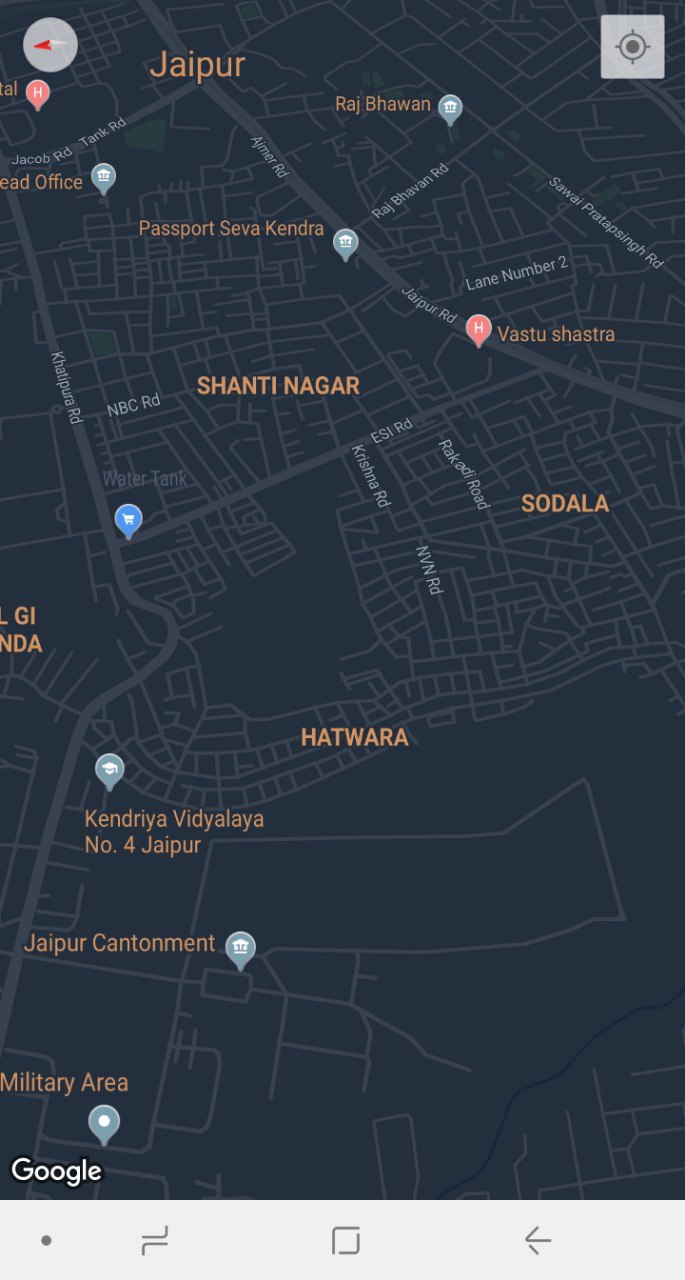 Jaipur
tal
H
Raj Bhawan
Jacob Rd
Tank Rd
Ajmer Rd
ead Office
Raj Bhavan Rd
Sawai Pratapsingh Rd
Passport Seva Kendra
Lane Number 2
Jaipur Rd
H
Vastu shastra
Khatipura Rd
SHANTI NAGAR
NBC Rd
ESI Rd
Krishna Rd
Rakadi Road
Water Tank
SODALA
NVN Rd
L GI
NDA
HATWARA
Kendriya Vidyalaya
No. 4 Jaipur
Jaipur Cantonment
Military Area
Google